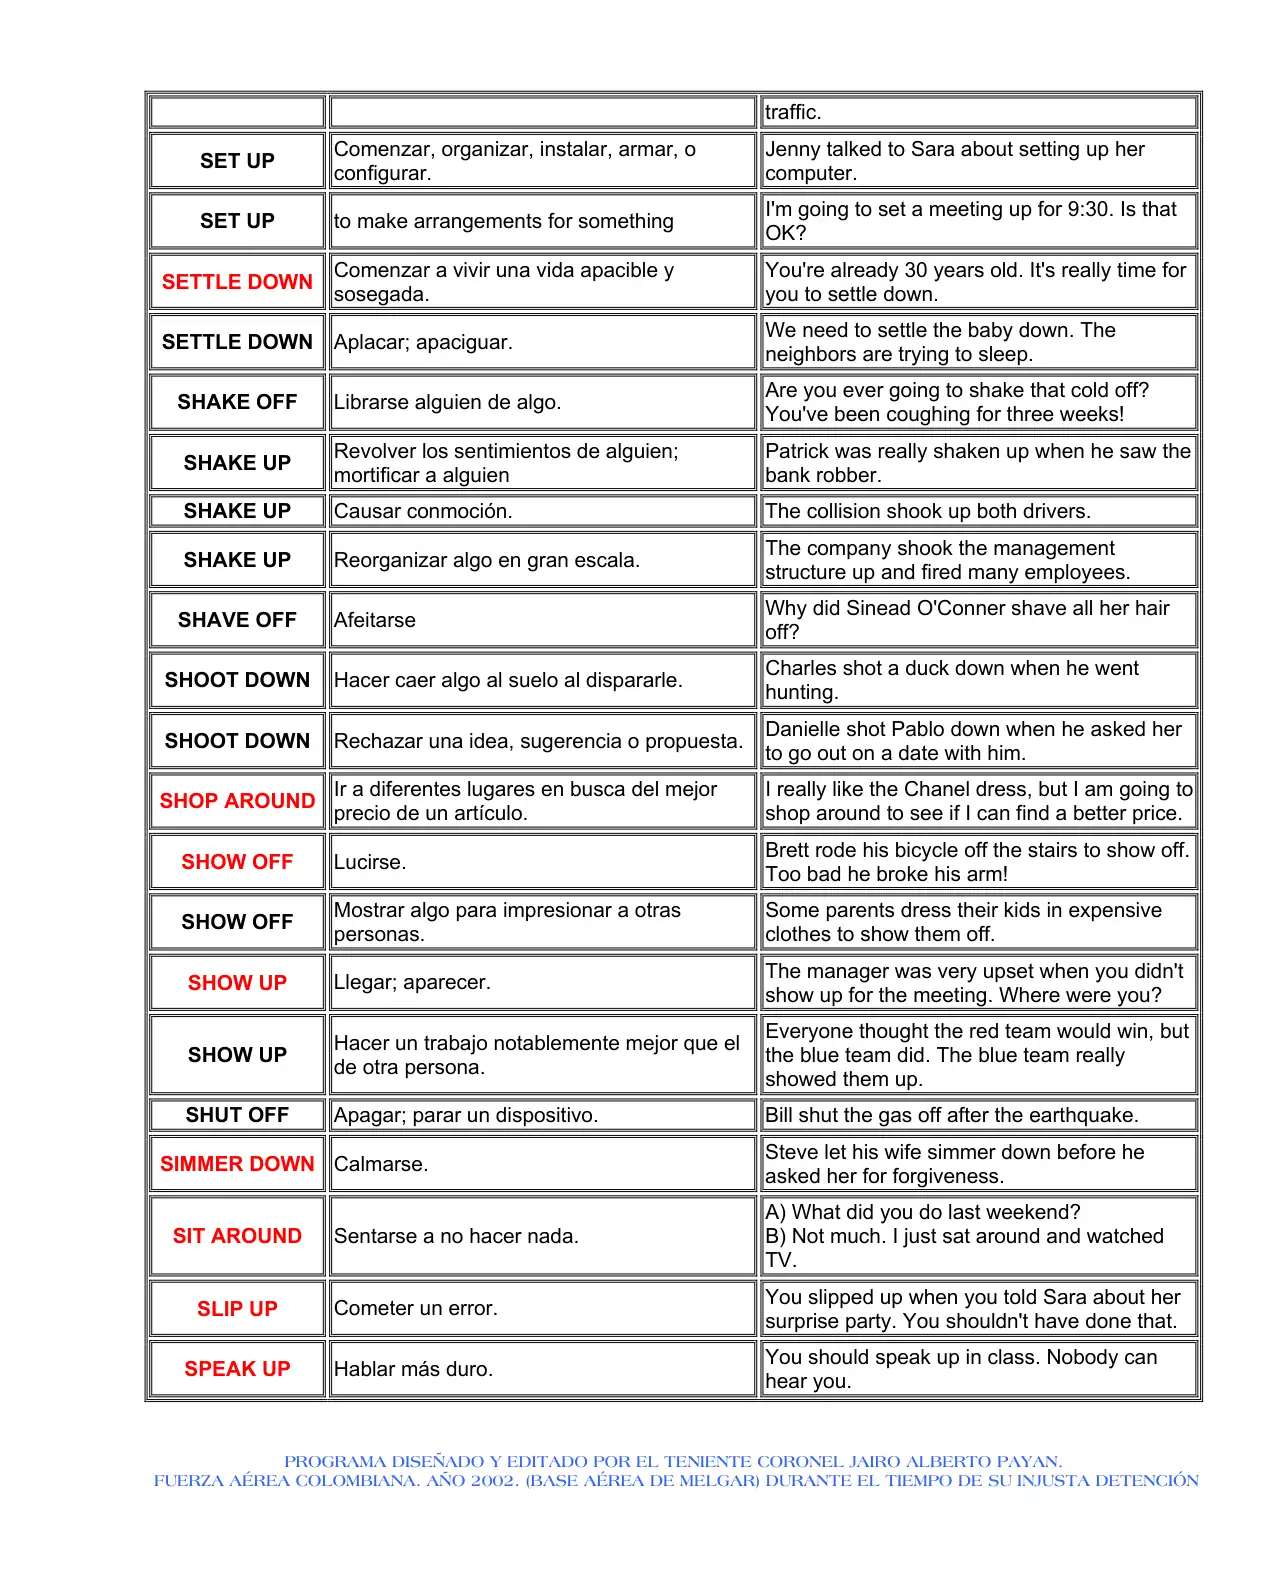 traffic.
SET UP
Comenzar, organizar, instalar, armar, o
configurar.
Jenny talked to Sara about setting up her
computer.
SET UP
to make arrangements for something
I'm going to set a meeting up for 9:30. Is that
OK?
SETTLE DOWN
Comenzar a vivir una vida apacible y
sosegada.
You're already 30 years old. It's really time for
you to settle down.
SETTLE DOWN
Aplacar; apaciguar.
We need to settle the baby down. The
neighbors are trying to sleep.
SHAKE OFF
Librarse alguien de algo.
Are you ever going to shake that cold off?
You've been coughing for three weeks!
SHAKE UP
Revolver los sentimientos de alguien;
mortificar a alguien
Patrick was really shaken up when he saw the
bank robber.
SHAKE UP
Causar conmoción.
The collision shook up both drivers.
SHAKE UP
Reorganizar algo en gran escala.
The company shook the management
structure up and fired many employees.
SHAVE OFF
Afeitarse
Why did Sinead O'Conner shave all her hair
off?
SHOOT DOWN
Hacer caer algo al suelo al dispararle.
Charles shot a duck down when he went
hunting.
SHOOT DOWN
Rechazar una idea, sugerencia o propuesta.
Danielle shot Pablo down when he asked her
to go out on a date with him.
SHOP AROUND
Ir a diferentes lugares en busca del mejor
precio de un artículo.
I really like the Chanel dress, but I am going to
shop around to see if I can find a better price.
SHOW OFF
Lucirse.
Brett rode his bicycle off the stairs to show off.
Too bad he broke his arm!
SHOW OFF
Mostrar algo para impresionar a otras
personas.
Some parents dress their kids in expensive
clothes to show them off.
SHOW UP
Llegar; aparecer.
The manager was very upset when you didn't
show up for the meeting. Where were you?
SHOW UP
Hacer un trabajo notablemente mejor que el
de otra persona.
Everyone thought the red team would win, but
the blue team did. The blue team really
showed them up.
SHUT OFF
Apagar; parar un dispositivo.
Bill shut the gas off after the earthquake.
SIMMER DOWN
Calmarse.
Steve let his wife simmer down before he
asked her for forgiveness.
SIT AROUND
Sentarse a no hacer nada.
A) What did you do last weekend?
B) Not much. I just sat around and watched
TV.
SLIP UP
Cometer un error.
You slipped up when you told Sara about her
surprise party. You shouldn't have done that.
SPEAK UP
Hablar más duro.
You should speak up in class. Nobody can
hear you.
PROGRAMA DISEÑADO Y EDITADO POR EL TENIENTE CORONEL JAIRO ALBERTO PAYAN.
FUERZA AÉREA COLOMBIANA. AÑO 2002. (BASE AÉREA DE MELGAR) DURANTE EL TIEMPO DE SU INJUSTA DETENCIÓN